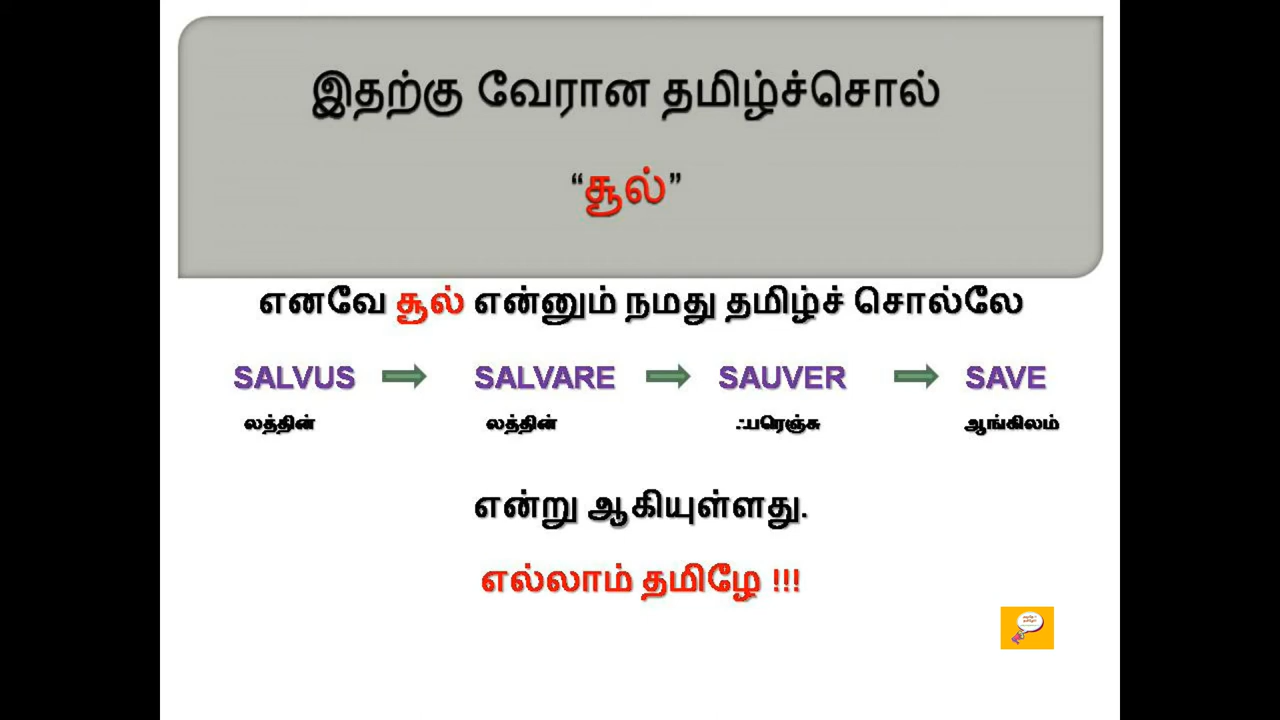 இதற்கு வேரான தமிழ்ச்சொல்
“சூல்”
எனவே சூல் என்னும் நமது தமிழ்ச் சொல்லே
SALVUS SALVARE SAUVER SAVE
லத்தின் லத்தின் ஃபரெஞ்சு ஆங்கிலம்
என்று ஆகியுள்ளது.
எல்லாம் தமிழே !!!